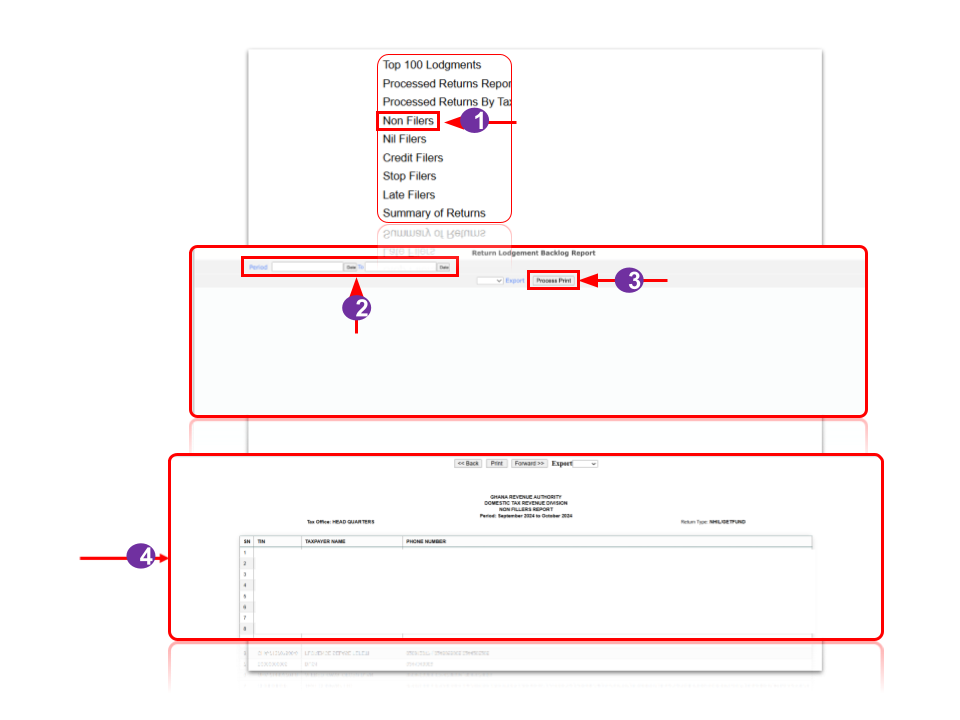 Top 100 Lodgments
Processed Returns Repor
Processed Returns By Ta
Non Filers
1
Nil Filers
Credit Filers
Stop Filers
Late Filers
Summary of Returns
Summary of Returns
Return Lodgement Backlog Report
Period Date To Date
Export Process Print
3
2
<< Back Print Forward >> Export
GHANA REVENUE AUTHORITY
DOMESTIC TAX REVENUE DIVISION
NON FILLERS REPORT
Period: September 2024 to October 2024
Tax Office: HEAD QUARTERS Return Type: NHIL/GETFUND
SN TIN TAXPAYER NAME PHONE NUMBER
4
1
2
3
4
5
6
7
8